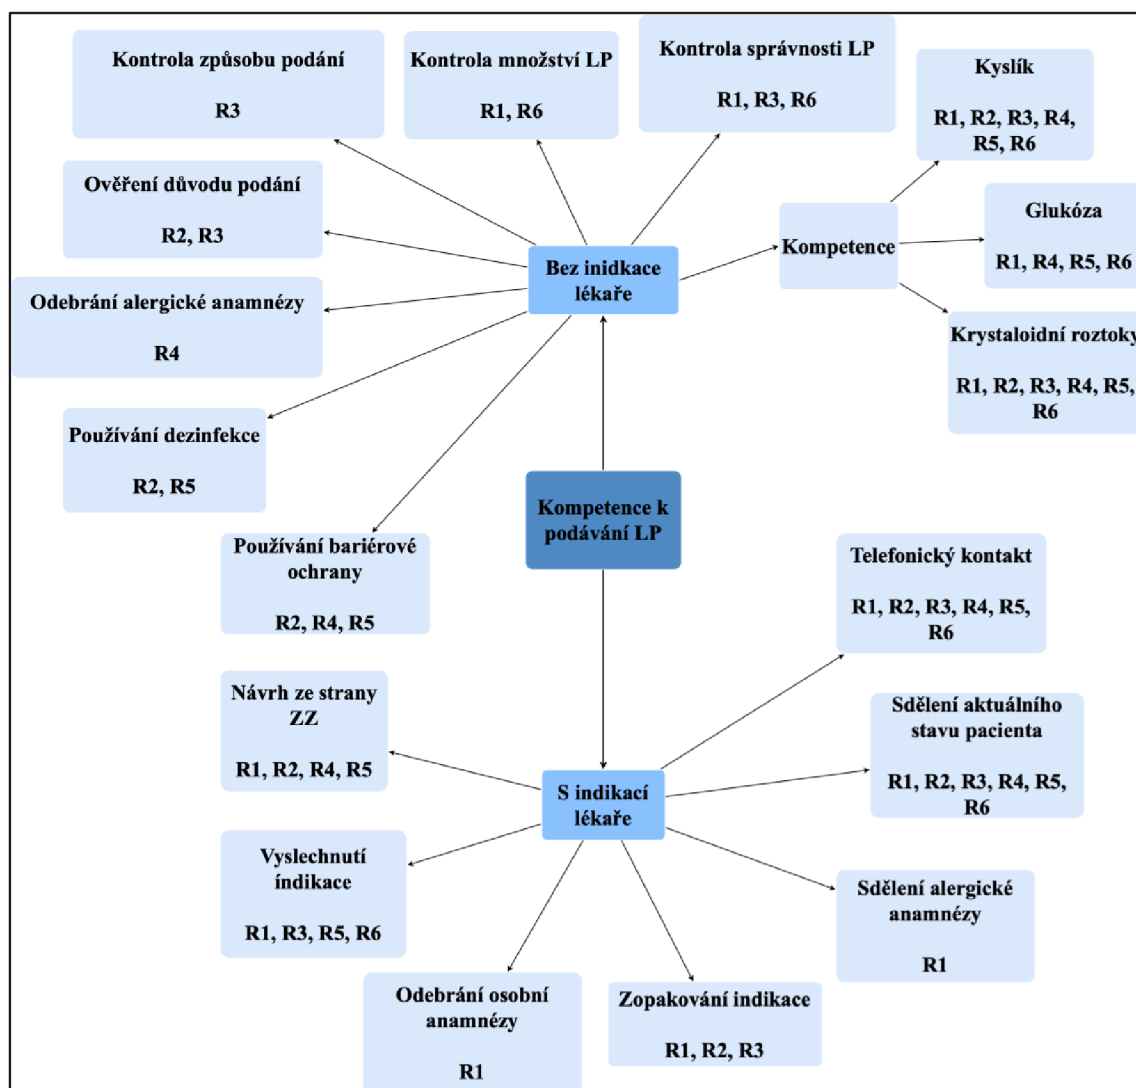 Kontrola způsobu podání
R3
Kontrola množství LP
R1, R6
Kontrola správnosti LP
R1, R3, R6
Kyslík
R1, R2, R3, R4,
R5, R6
Ověření důvodu podání
R2, R3
Glukóza
R1, R4, R5, R6
Kompetence
Bez inidkace
lékaře
Odebrání alergické anamnézy
R4
Krystaloidní roztoky
R1, R2, R3, R4, R5,
R6
Používání dezinfekce
R2, R5
Kompetence k
podávání LP
Používání bariérové
ochrany
R2, R4, R5
Telefonický kontakt
R1, R2, R3, R4, R5,
R6
Návrh ze strany
ZZ
R1, R2, R4, R5
Sdělení aktuálního
stavu pacienta
R1, R2, R3, R4, R5,
R6
S indikací
lékaře
Vyslechnutí
índikace
R1, R3, R5, R6
Sdělení alergické
anamnézy
R1
Odebrání osobní
anamnézy
R1
Zopakování indikace
R1, R2, R3